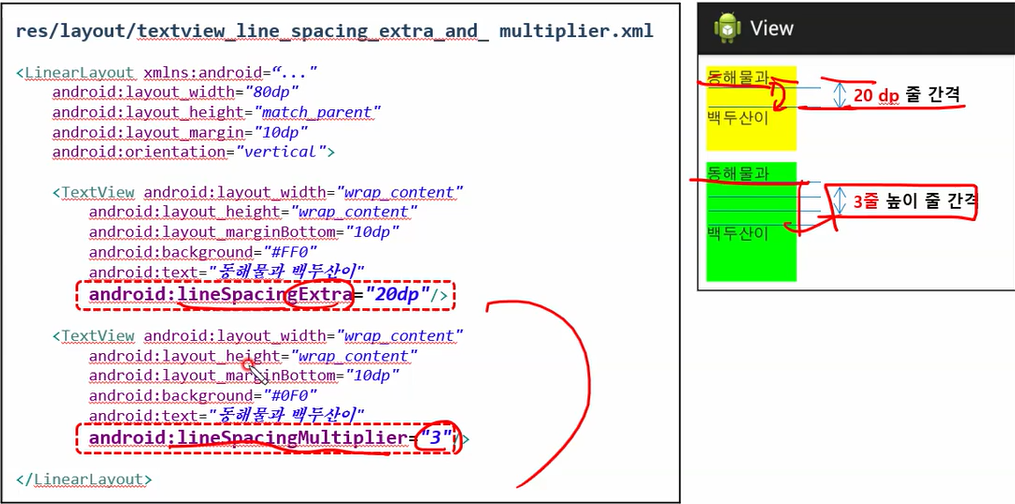 res/layout/textview_line_spacing_extra_and_ multiplier.xml
<LinearLayout xmlns:android=“..."
android:layout_width="80dp"
android:layout_height="match_parent"
android:layout_margin="10dp"
android:orientation="vertical">
<TextView android:layout_width="wrap_content"
android:layout_height="wrap_content"
android:layout_marginBottom="10dp"
android:background="#FF0"
android:text="동해물과 백두산이"
android:lineSpacingExtra="20dp"/>
<TextView android:layout_width="wrap_content"
android:layout_height="wrap_content"
android:layout_marginBottom="10dp"
android:background="#0F0"
android:text="동해물과 백두산이"
android:lineSpacingMultiplier="3"/>
</LinearLayout>
View
동해물과
20 dp 줄 간격
백두산이
동해물과
3줄 높이 줄 간격
백두산이